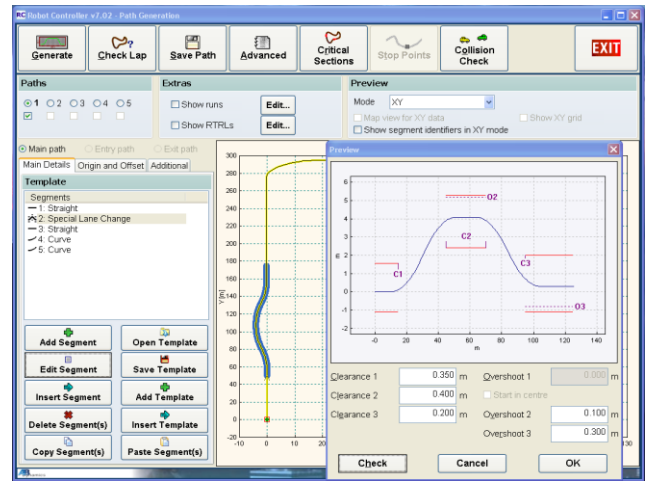 RC Robot Controller v7.02 - Path Generation
Generate
Check Lap
Save Path
Advanced
Critical Sections
Stop Points
Collision Check
EXIT
Paths
1 2 3 4 5
Extras
Show runs
Edit...
Show RTRLs
Edit...
Preview
Mode XY
Map view for XY data
Show XY grid
Show segment identifiers in XY mode
Main path
Entry path
Exit path
Main Details
Origin and Offset
Additional
Template
Segments
1: Straight
2: Special Lane Change
3: Straight
4: Curve
5: Curve
Add Segment
Open Template
Edit Segment
Save Template
Insert Segment
Add Template
Delete Segment(s)
Insert Template
Copy Segment(s)
Paste Segment(s)
300
280
260
240
220
200
180
160
140
120
100
80
60
40
20
0
-20
Y [m]
-10 0 10 20
130
Preview
6
5
4
3
2
1
0
-1
-2
m
-0 20 40 60 80 100 120 140
m
O2
C2
C1
C3
O3
Clearance 1 0.350 m
Overshoot 1 0.000 m
Clearance 2 0.400 m
Start in centre
Clearance 3 0.200 m
Overshoot 2 0.100 m
Overshoot 3 0.300 m
Check
Cancel
OK